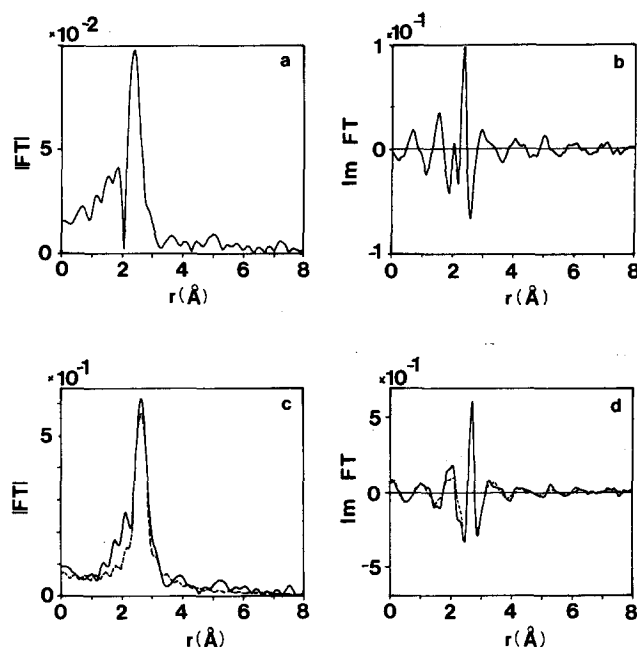 ×10⁻²
a
5
0
|FT|
0 2 4 6 8
r(Å)
×10⁻¹
1
b
0
-1
Im FT
0 2 4 6 8
r(Å)
×10⁻¹
c
5
0
|FT|
0 2 4 6 8
r(Å)
×10⁻¹
d
5
0
-5
Im FT
0 2 4 6 8
r(Å)